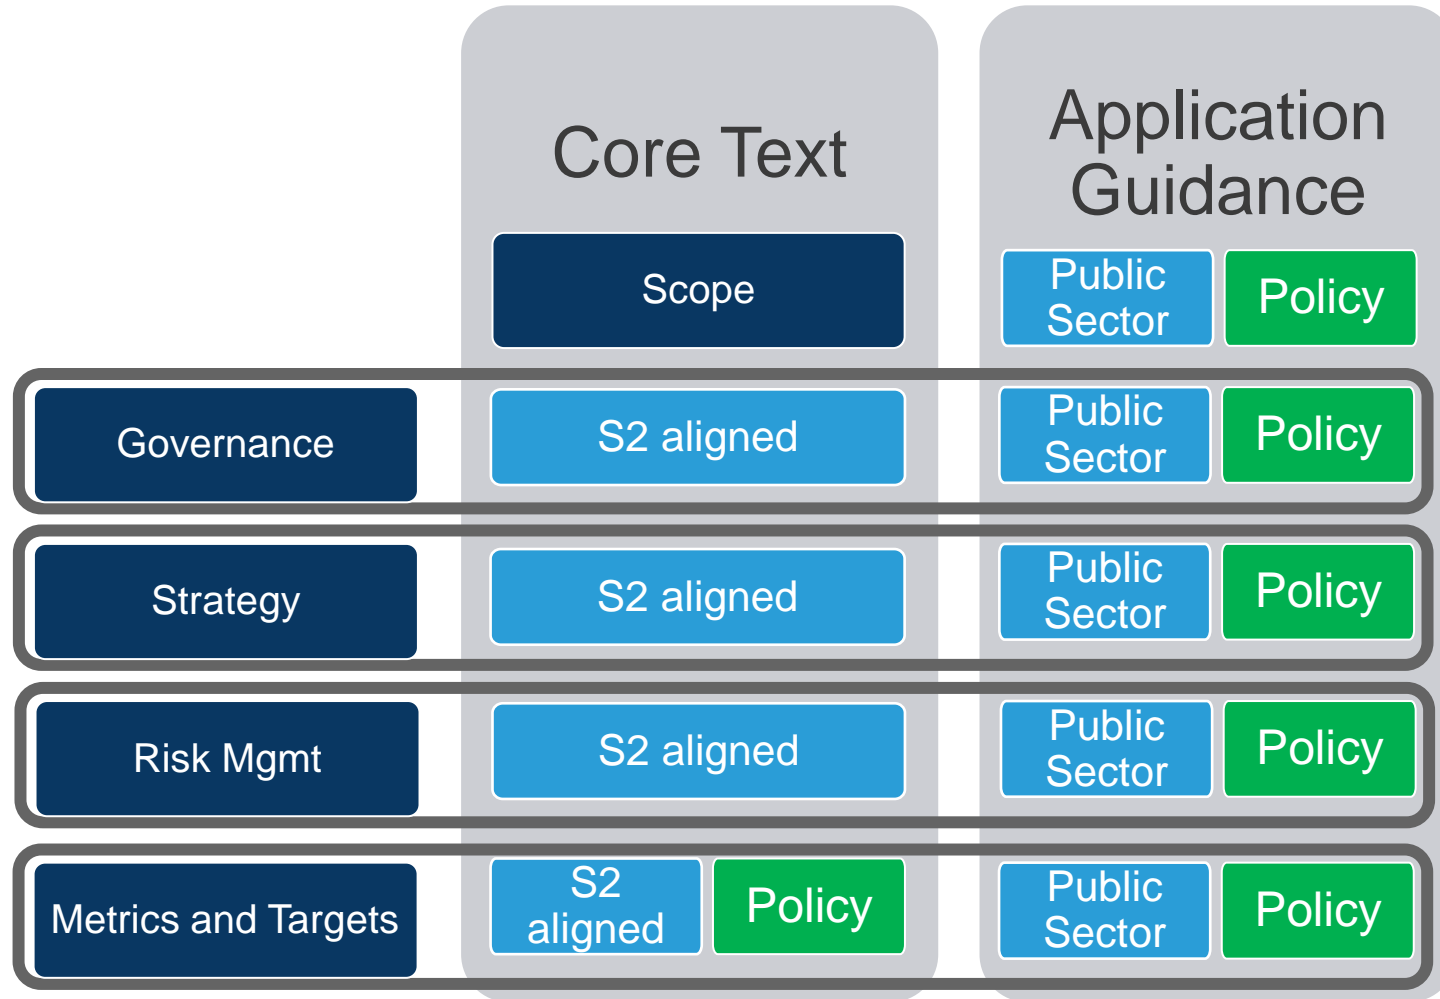 Core Text
Application
Guidance
Scope
Public
Sector
Policy
Governance
S2 aligned
Public
Sector
Policy
Strategy
S2 aligned
Public
Sector
Policy
Risk Mgmt
S2 aligned
Public
Sector
Policy
Metrics and Targets
S2
aligned
Policy
Public
Sector
Policy